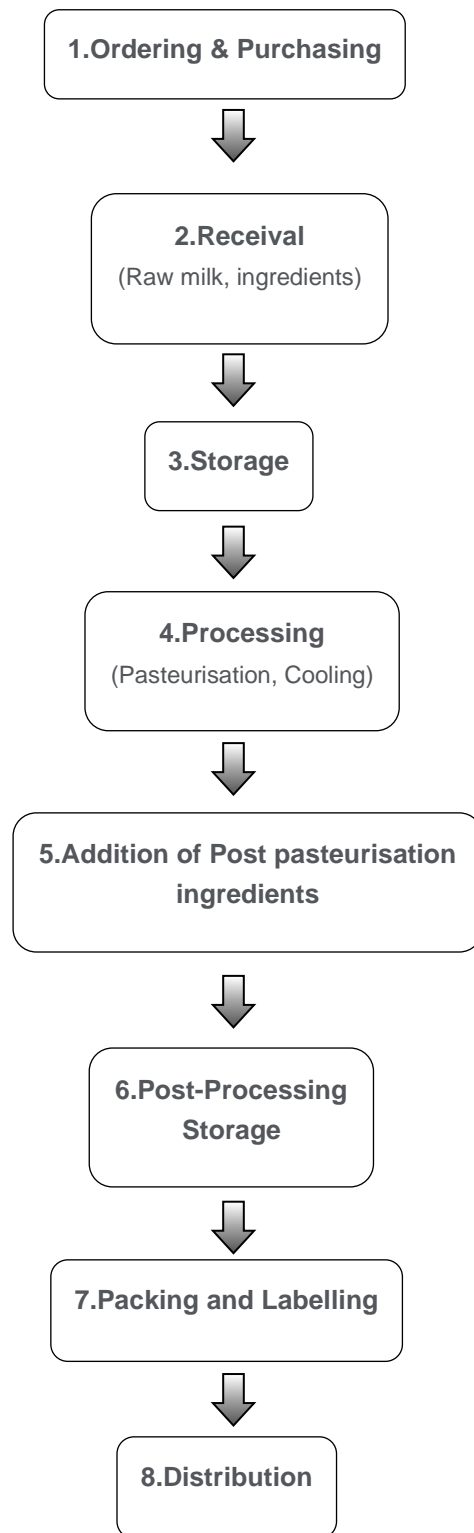 1.Ordering & Purchasing
2.Receival
(Raw milk, ingredients)
3.Storage
4.Processing
(Pasteurisation, Cooling)
5.Addition of Post pasteurisation
ingredients
6.Post-Processing
Storage
7.Packing and Labelling
8.Distribution